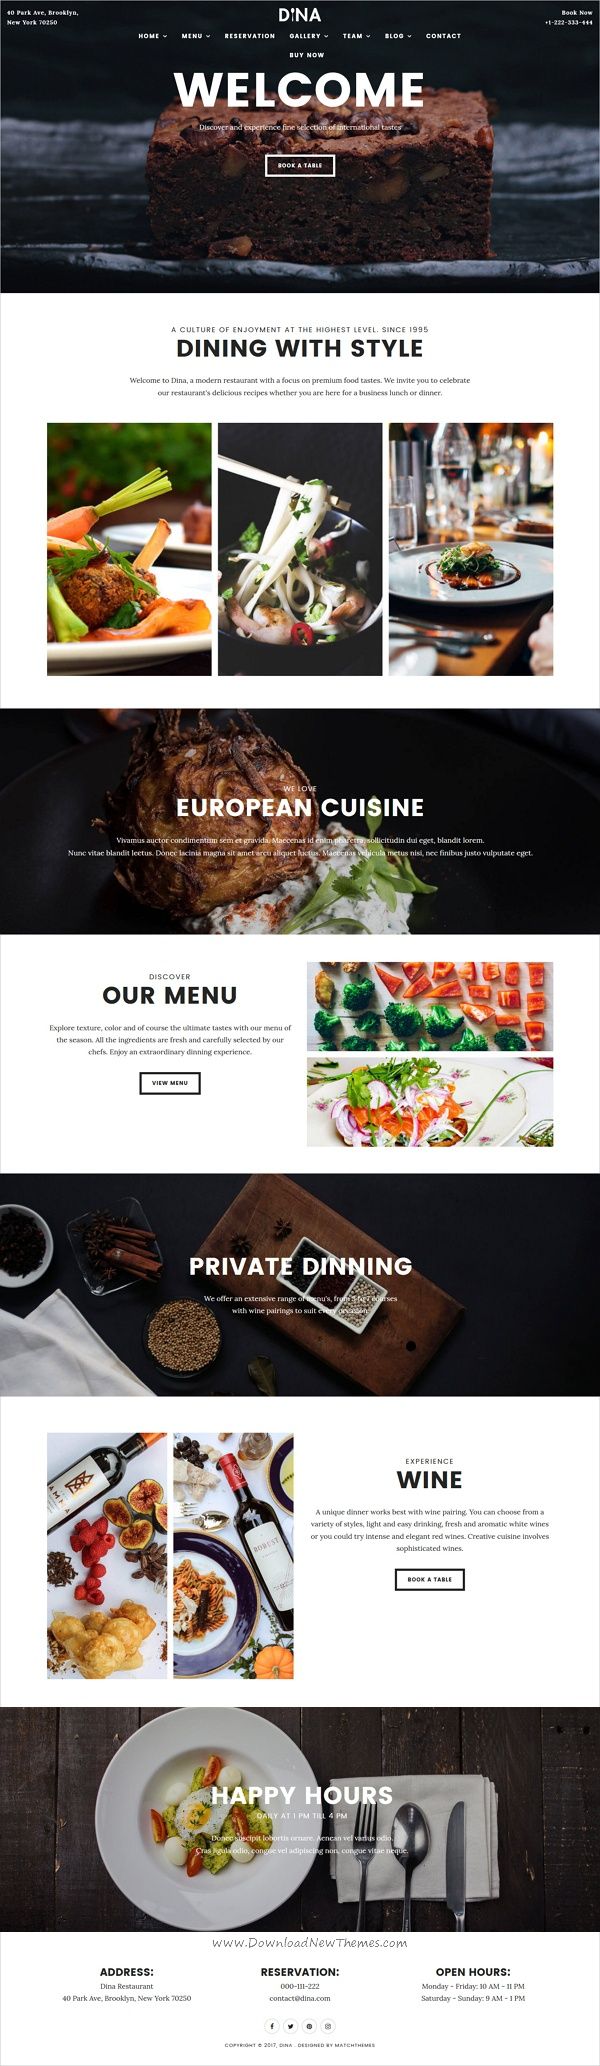 40 Park Ave, Brooklyn,
New York 70250
DINA
Book Now
+1-222-333-444
HOME MENU RESERVATION GALLERY TEAM BLOG CONTACT
BUY NOW
WELCOME
Discover and experience fine selection of international tastes
BOOK A TABLE
A CULTURE OF ENJOYMENT AT THE HIGHEST LEVEL. SINCE 1995
DINING WITH STYLE
Welcome to Dina, a modern restaurant with a focus on premium food tastes. We invite you to celebrate
our restaurant's delicious recipes whether you are here for a business lunch or dinner.
WE LOVE
EUROPEAN CUISINE
Vivamus auctor condimentum sem et gravida. Maecenas id enim pharetra, sollicitudin dui eget, blandit lorem.
Nunc vitae blandit lectus. Donec lacinia magna sit amet arcu aliquet luctus. Maecenas vehicula metus nisi, nec finibus justo vulputate eget.
DISCOVER
OUR MENU
Explore texture, color and of course the ultimate tastes with our menu of
the season. All the ingredients are fresh and carefully selected by our
chefs. Enjoy an extraordinary dinning experience.
VIEW MENU
PRIVATE DINNING
We offer an extensive range of menu's, from 3 to 7 courses
with wine pairings to suit every occasion.
ROBUST
EXPERIENCE
WINE
A unique dinner works best with wine pairing. You can choose from a
variety of styles, light and easy drinking, fresh and aromatic white wines
or you could try intense and elegant red wines. Creative cuisine involves
sophisticated wines.
BOOK A TABLE
HAPPY HOURS
DAILY AT 1 PM TILL 4 PM
Donec suscipit lobortis ornare. Aenean vel varius odio.
Cras ligula odio, congue vel adipiscing non, congue vitae neque.
www.DownloadNewThemes.com
ADDRESS:
Dina Restaurant
40 Park Ave, Brooklyn, New York 70250
RESERVATION:
000-111-222
contact@dina.com
OPEN HOURS:
Monday - Friday: 10 AM - 11 PM
Saturday - Sunday: 9 AM - 1 PM
COPYRIGHT © 2017, DINA . DESIGNED BY MATCHTHEMES